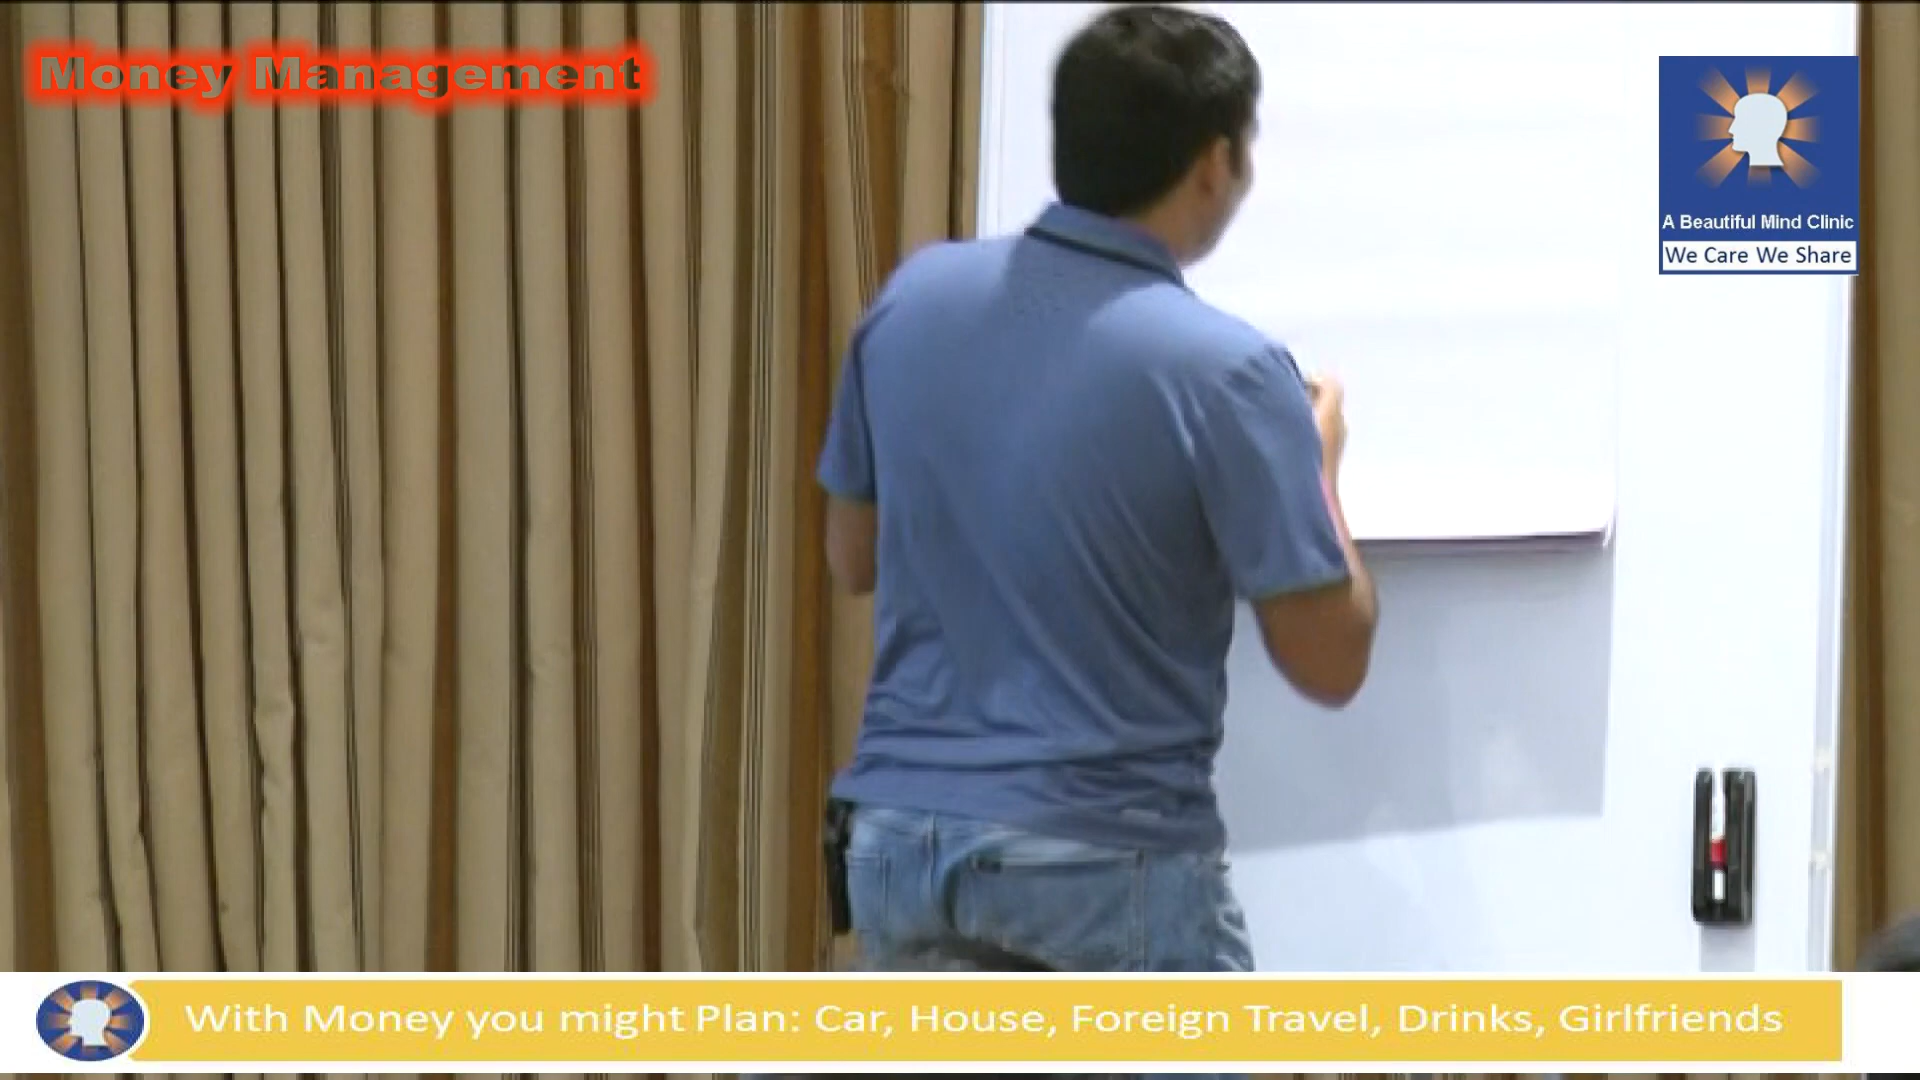 Money Management
A Beautiful Mind Clinic
We Care We Share
With Money you might Plan: Car, House, Foreign Travel, Drinks, Girlfriends